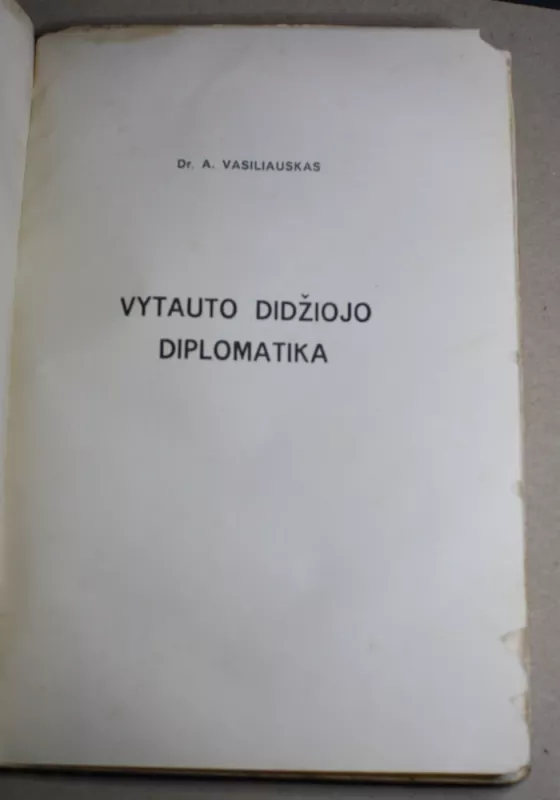 Dr. A. VASILIAUSKAS
VYTAUTO DIDŽIOJO
DIPLOMATIKA